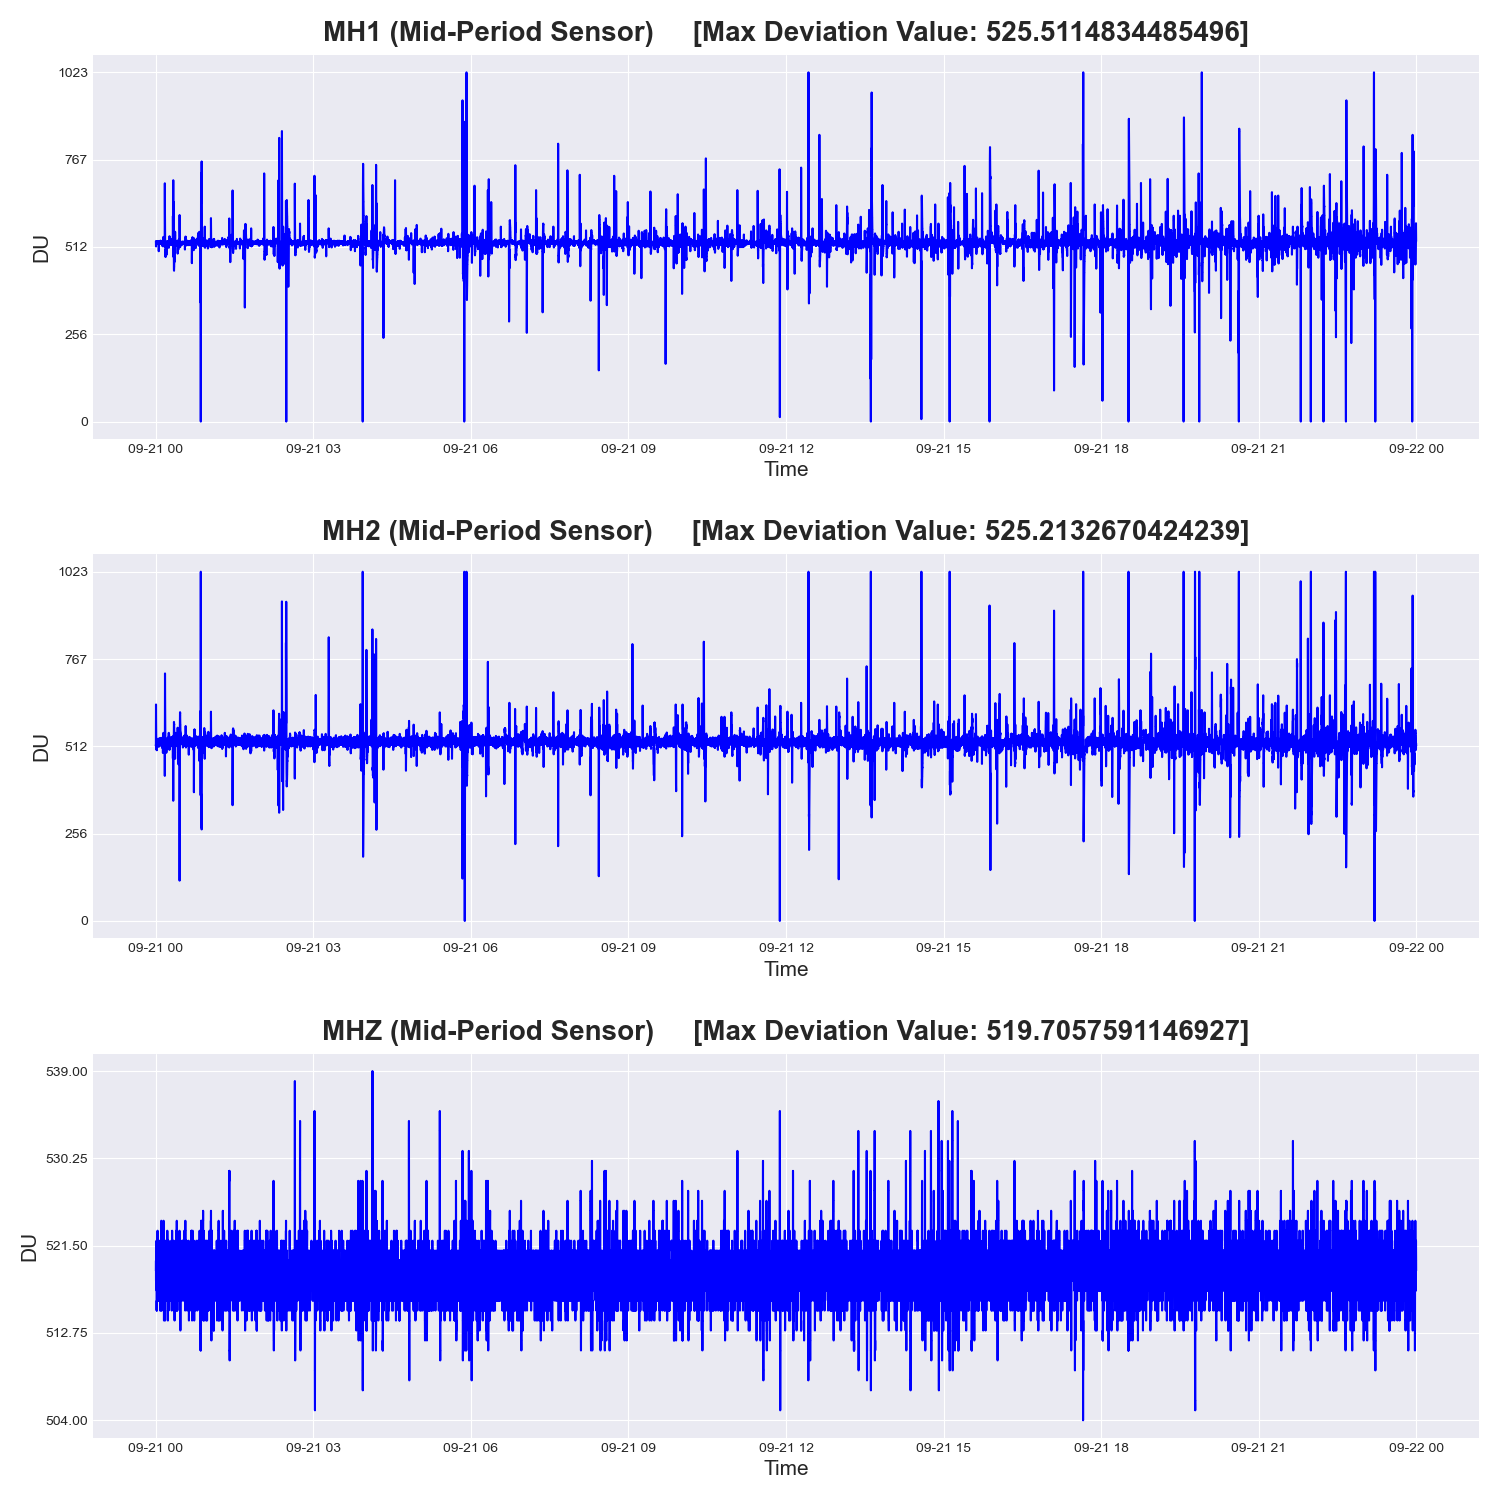 MH1 (Mid-Period Sensor) [Max Deviation Value: 525.5114834485496]
1023
767
512
256
0
DU
09-21 00 09-21 03 09-21 06 09-21 09 09-21 12 09-21 15 09-21 18 09-21 21 09-22 00
Time
MH2 (Mid-Period Sensor) [Max Deviation Value: 525.2132670424239]
1023
767
512
256
0
DU
09-21 00 09-21 03 09-21 06 09-21 09 09-21 12 09-21 15 09-21 18 09-21 21 09-22 00
Time
MHZ (Mid-Period Sensor) [Max Deviation Value: 519.7057591146927]
539.00
530.25
521.50
512.75
504.00
DU
09-21 00 09-21 03 09-21 06 09-21 09 09-21 12 09-21 15 09-21 18 09-21 21 09-22 00
Time